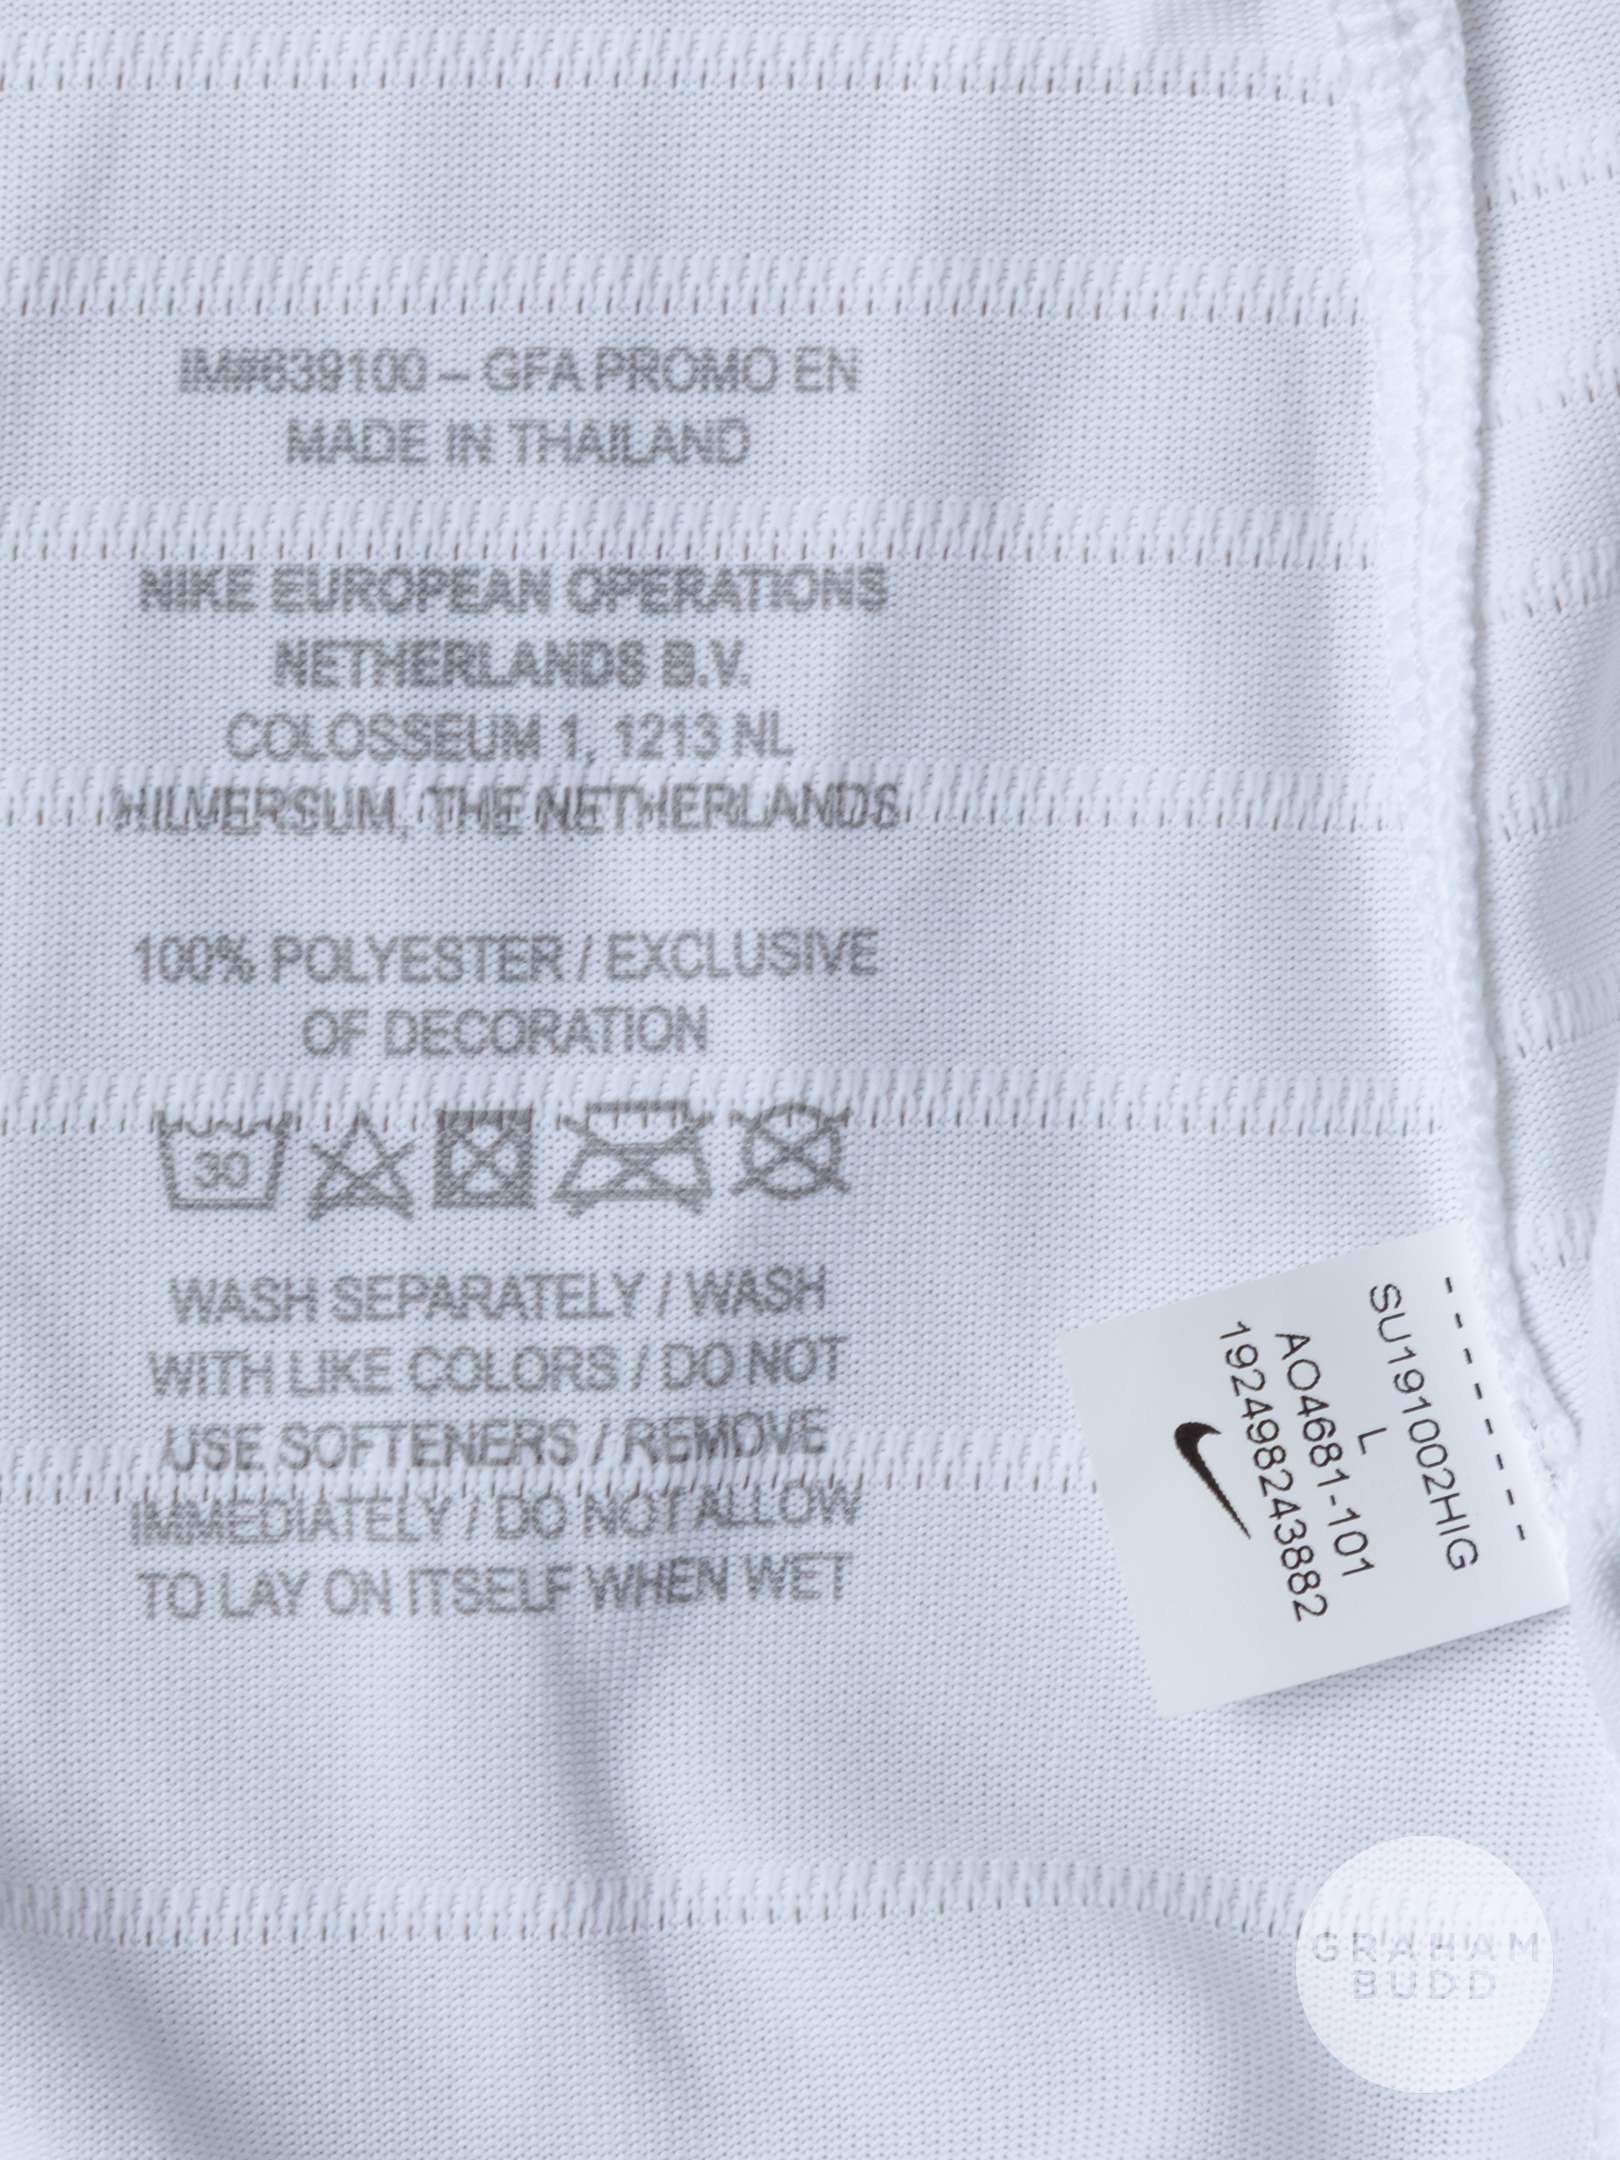 IM#639100 – GFA PROMO EN
MADE IN THAILAND
NIKE EUROPEAN OPERATIONS
NETHERLANDS B.V.
COLOSSEUM 1, 1213 NL
HILVERSUM, THE NETHERLANDS
100% POLYESTER / EXCLUSIVE
OF DECORATION
30
WASH SEPARATELY / WASH
WITH LIKE COLORS / DO NOT
USE SOFTENERS / REMOVE
IMMEDIATELY / DO NOT ALLOW
TO LAY ON ITSELF WHEN WET
SU191002HIG
L
AO4681-101
192498243882
GRAHAM
BUDD